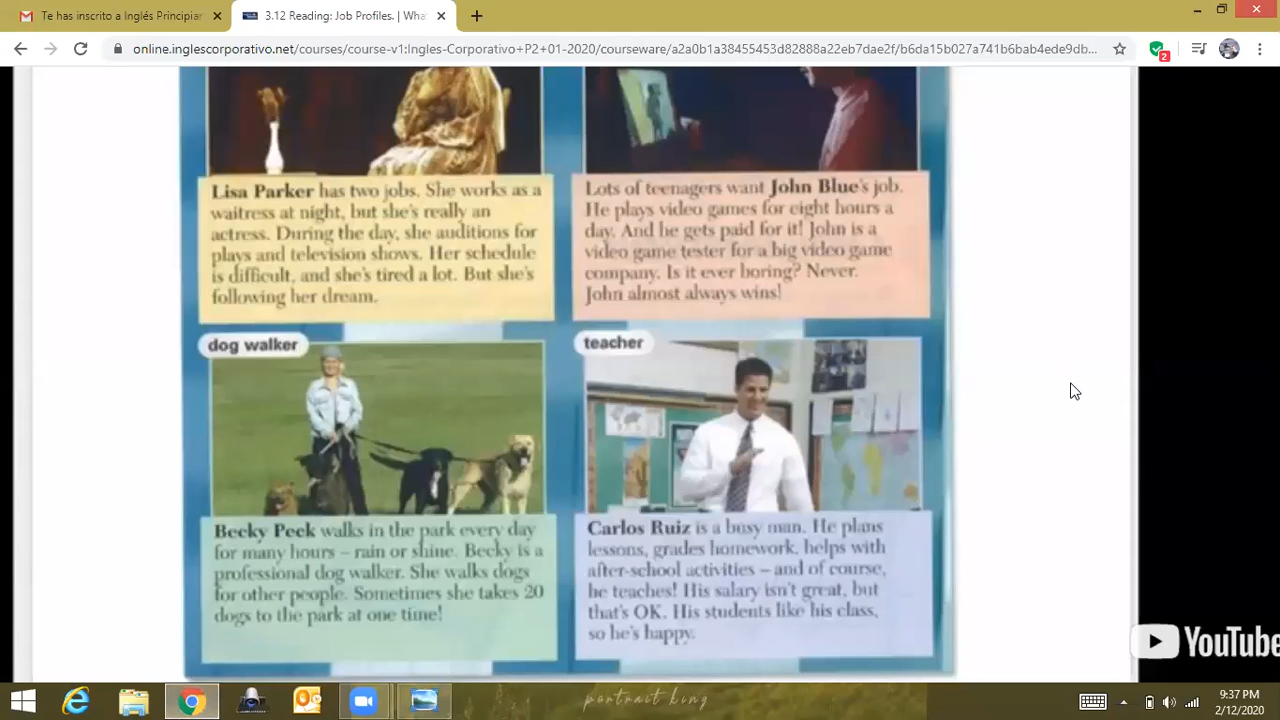 Te has inscrito a Inglés Principiar
3.12 Reading: Job Profiles. | Wha
online.inglescorporativo.net/courses/course-v1:Ingles-Corporativo+P2+01-2020/courseware/a2a0b1a38455453d82888a22eb7dae2f/b6da15b027a741b6bab4ede9db...
2
Lisa Parker has two jobs. She works as a
waitress at night, but she's really an
actress. During the day, she auditions for
plays and television shows. Her schedule
is difficult, and she's tired a lot. But she's
following her dream.
Lots of teenagers want John Blue's job.
He plays video games for eight hours a
day. And he gets paid for it! John is a
video game tester for a big video game
company. Is it ever boring? Never.
John almost always wins!
dog walker
Becky Peek walks in the park every day
for many hours – rain or shine. Becky is a
professional dog walker. She walks dogs
for other people. Sometimes she takes 20
dogs to the park at one time!
teacher
Carlos Ruiz is a busy man. He plans
lessons, grades homework, helps with
after-school activities – and of course,
he teaches! His salary isn't great, but
that's OK. His students like his class,
so he's happy.
YouTube
portrait king
9:37 PM
2/12/2020